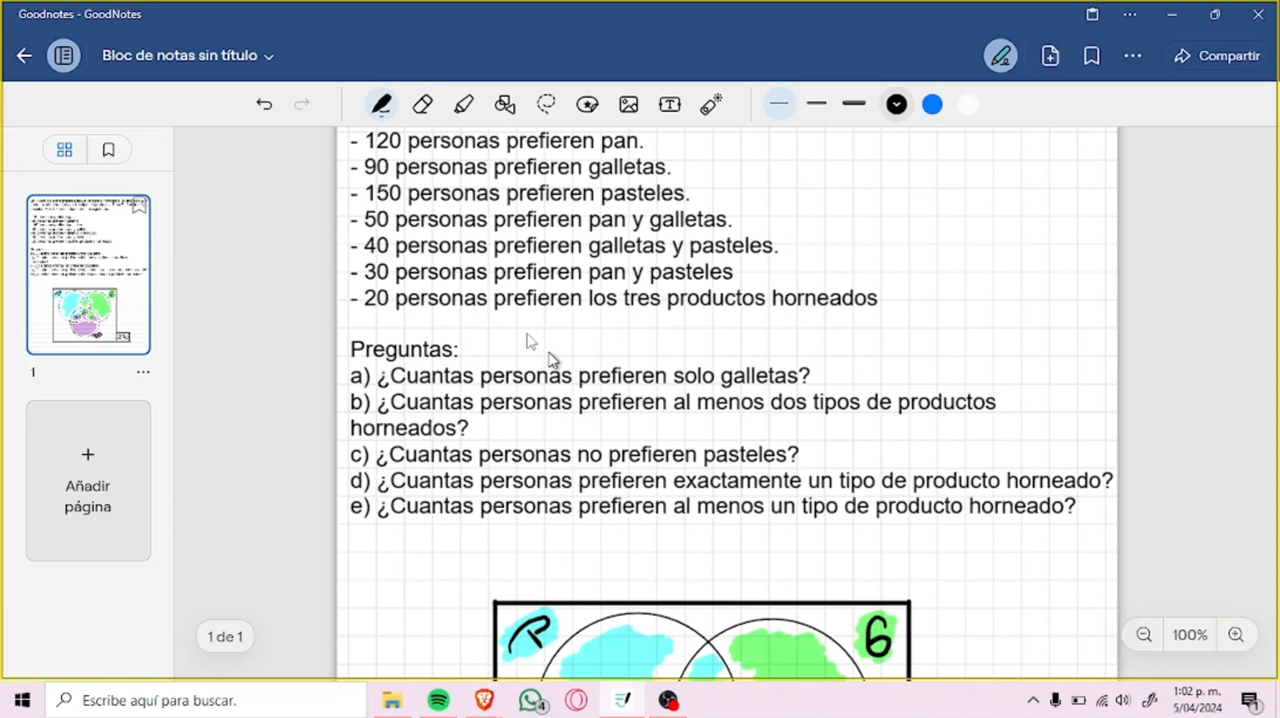 Goodnotes - GoodNotes
Bloc de notas sin título
Compartir
- 120 personas prefieren pan.
- 90 personas prefieren galletas.
- 150 personas prefieren pasteles.
- 50 personas prefieren pan y galletas.
- 40 personas prefieren galletas y pasteles.
- 30 personas prefieren pan y pasteles
- 20 personas prefieren los tres productos horneados
Preguntas:
a) ¿Cuantas personas prefieren solo galletas?
b) ¿Cuantas personas prefieren al menos dos tipos de productos
horneados?
c) ¿Cuantas personas no prefieren pasteles?
d) ¿Cuantas personas prefieren exactamente un tipo de producto horneado?
e) ¿Cuantas personas prefieren al menos un tipo de producto horneado?
P
G
1
Añadir
página
1 de 1
100%
Escribe aquí para buscar.
4
1:02 p. m.
5/04/2024
1